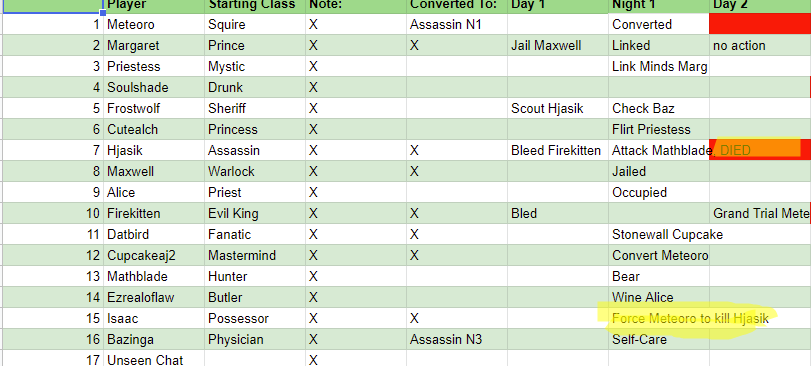 Player Starting Class Note: Converted To: Day 1 Night 1 Day 2
1 Meteoro Squire X Assassin N1 Converted
2 Margaret Prince X X Jail Maxwell Linked no action
3 Priestess Mystic X Link Minds Marg
4 Soulshade Drunk X
5 Frostwolf Sheriff X Scout Hjasik Check Baz
6 Cutealch Princess X Flirt Priestess
7 Hjasik Assassin X X Bleed Firekitten Attack Mathblade, DIED
8 Maxwell Warlock X X Jailed
9 Alice Priest X Occupied
10 Firekitten Evil King X X Bled Grand Trial Mete
11 Datbird Fanatic X X Stonewall Cupcake
12 Cupcakeaj2 Mastermind X X Convert Meteoro
13 Mathblade Hunter X Bear
14 Ezrealoflaw Butler X Wine Alice
15 Isaac Possessor X X Force Meteoro to kill Hjasik
16 Bazinga Physician X Assassin N3 Self-Care
17 Unseen Chat X